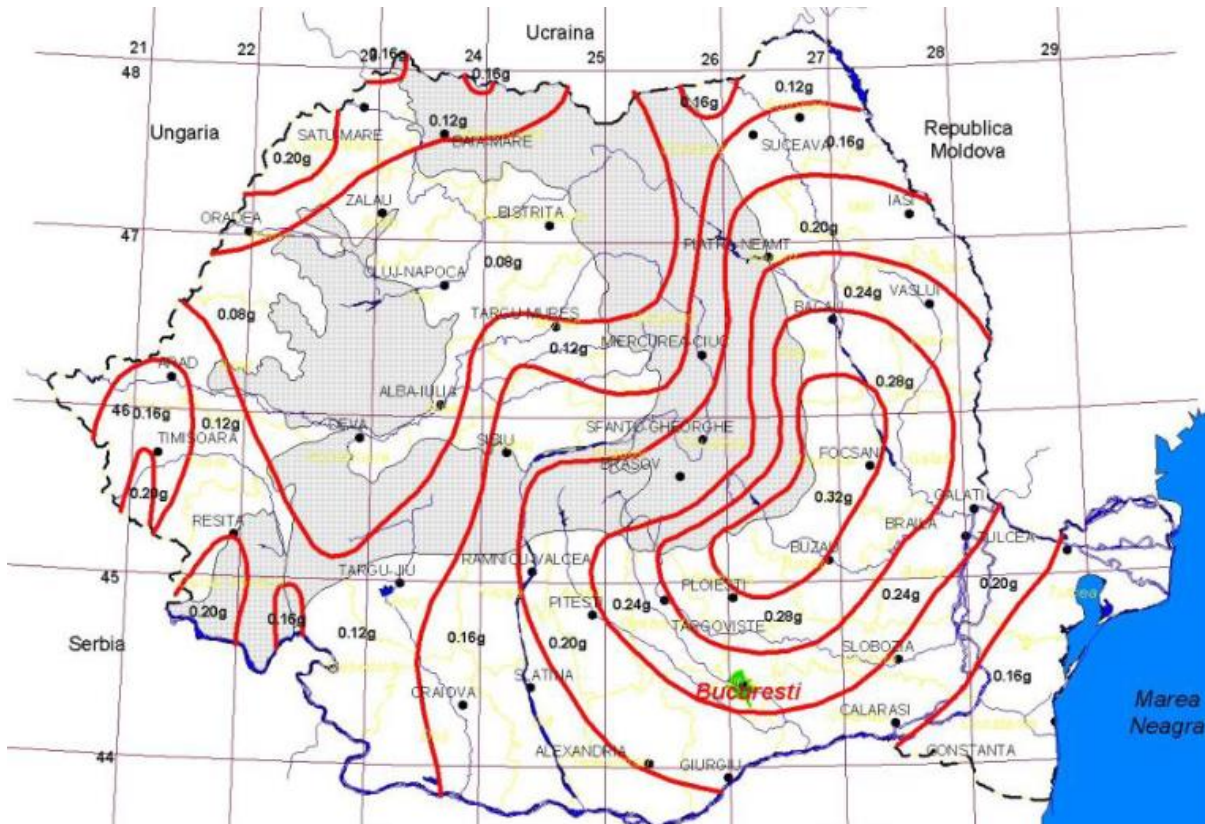 Ucraina
21
22
23
24
25
26
27
28
29
48
0.16g
0.16g
0.16g
0.12g
Ungaria
SATU-MARE
0.12g
BAIA-MARE
SUCEAVA
0.16g
Republica
Moldova
0.20g
ZALAU
BISTRITA
IASI
ORADEA
47
0.20g
PIATRA-NEAMT
0.08g
CLUJ-NAPOCA
0.24g
VASLUI
BACAU
0.08g
TARGU-MURES
0.12g
MIERCUREA-CIUC
ARAD
0.28g
ALBA-IULIA
46
0.16g
0.12g
DEVA
SFANTU-GHEORGHE
TIMISOARA
SIBIU
FOCSANI
BRASOV
0.20g
0.32g
GALATI
RESITA
BRAILA
TULCEA
BUZAU
45
RAMNICU-VALCEA
TARGU-JIU
0.20g
PLOIESTI
PITESTI
0.24g
0.24g
0.20g
0.16g
0.28g
TARGOVISTE
0.12g
0.16g
0.20g
SLOBOZIA
Serbia
0.16g
SLATINA
CRAIOVA
Bucuresti
Marea
Neagra
CALARASI
44
ALEXANDRIA
GIURGIU
CONSTANTA